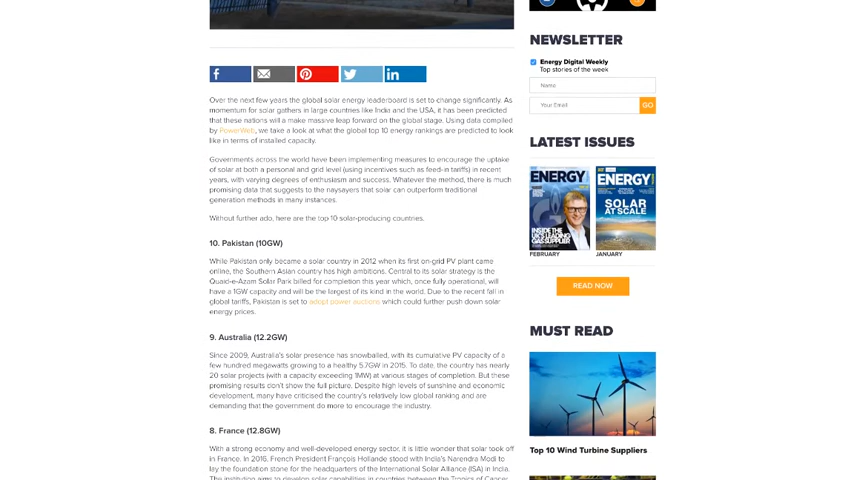 Over the next few years the global solar energy leaderboard is set to change significantly. As
momentum for solar gathers in large countries like India and the USA, it has been predicted
that these nations will a make massive leap forward on the global stage. Using data compiled
by PowerWeb, we take a look at what the global top 10 energy rankings are predicted to look
like in terms of installed capacity.
Governments across the world have been implementing measures to encourage the uptake
of solar at both a personal and grid level (using incentives such as feed-in tariffs) in recent
years, with varying degrees of enthusiasm and success. Whatever the method, there is much
promising data that suggests to the naysayers that solar can outperform traditional
generation methods in many instances.
Without further ado, here are the top 10 solar-producing countries.
10. Pakistan (10GW)
While Pakistan only became a solar country in 2012 when its first on-grid PV plant came
online, the Southern Asian country has high ambitions. Central to its solar strategy is the
Quaid-e-Azam Solar Park billed for completion this year which, once fully operational, will
have a 1GW capacity and will be the largest of its kind in the world. Due to the recent fall in
global tariffs, Pakistan is set to adopt power auctions which could further push down solar
energy prices.
9. Australia (12.2GW)
Since 2009, Australia's solar presence has snowballed, with its cumulative PV capacity of a
few hundred megawatts growing to a healthy 5.7GW in 2015. To date, the country has nearly
20 solar projects (with a capacity exceeding 1MW) at various stages of completion. But these
promising results don't show the full picture. Despite high levels of sunshine and economic
development, many have criticised the country's relatively low global ranking and are
demanding that the government do more to encourage the industry.
8. France (12.8GW)
With a strong economy and well-developed energy sector, it is little wonder that solar took off
in France. In 2016, French President François Hollande stood with India's Narendra Modi to
lay the foundation stone for the headquarters of the International Solar Alliance (ISA) in India.
The institution aims to develop solar capabilities in countries between the Tropics of Cancer
NEWSLETTER
Energy Digital Weekly
Top stories of the week
Name
Your Email
GO
LATEST ISSUES
ENERGY
INSIDE THE
UK'S LEADING
GAS SUPPLIER
FEBRUARY
ENERGY
SOLAR
AT SCALE
JANUARY
READ NOW
MUST READ
Top 10 Wind Turbine Suppliers